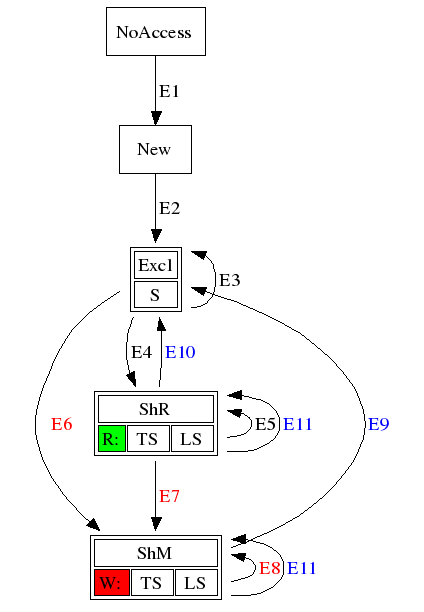 NoAccess
E1
New
E2
Excl
S
E3
E4
E10
ShR
R: TS LS
E5
E11
E6
E9
E7
ShM
W: TS LS
E8
E11